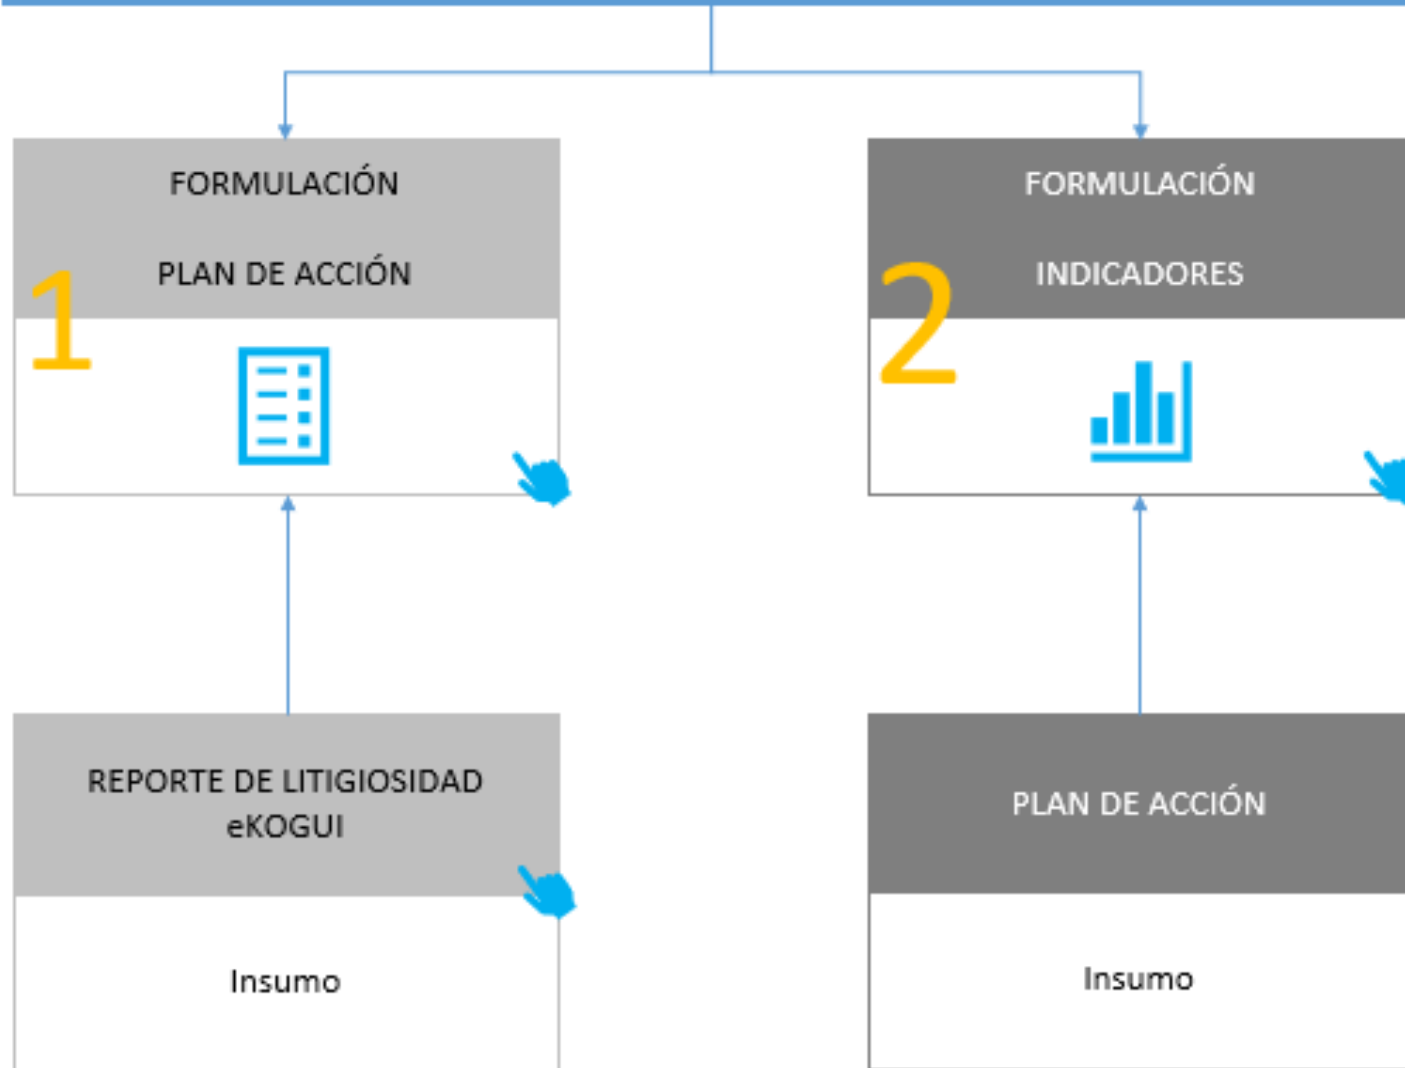 FORMULACIÓN
PLAN DE ACCIÓN
1
FORMULACIÓN
INDICADORES
2
REPORTE DE LITIGIOSIDAD
eKOGUI
Insumo
PLAN DE ACCIÓN
Insumo